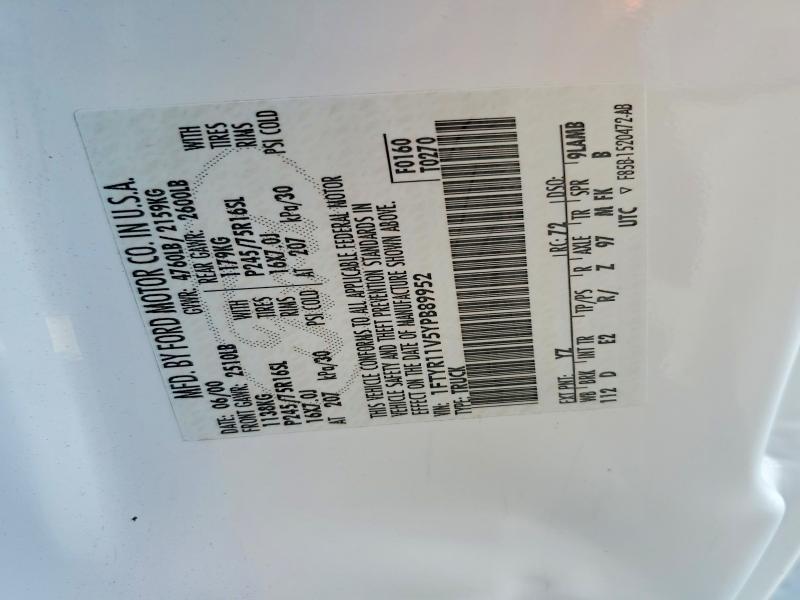 MFD. BY FORD MOTOR CO. IN U.S.A.
DATE: 06/00 GVWR: 4760LB/ 2159KG
FRONT GAWR: 2510LB REAR GAWR: 2600LB
1138KG WITH 1179KG WITH
P245/75R16SL TIRES P245/75R16SL TIRES
16X7.0J RIMS 16X7.0J RIMS
AT 207 kPa/30 PSI COLD AT 207 kPa/30 PSI COLD
THIS VEHICLE CONFORMS TO ALL APPLICABLE FEDERAL MOTOR
VEHICLE SAFETY AND THEFT PREVENTION STANDARDS IN
EFFECT ON THE DATE OF MANUFACTURE SHOWN ABOVE.
VIN: 1FTYR11V5YPB89952 F0160
TYPE: TRUCK T0270
EXT PNT: YZ RC: Z2 DSO:
WB BRK INT TR TP/PS R AXLE TR SPR 9LAMB
112 D E2 R/ Z 97 M FK B
UTC ▽ F85B-1520472-AB